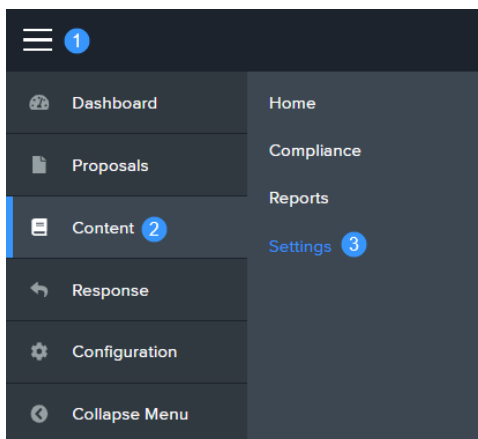 1
Dashboard
Proposals
Content 2
Response
Configuration
Collapse Menu
Home
Compliance
Reports
Settings 3